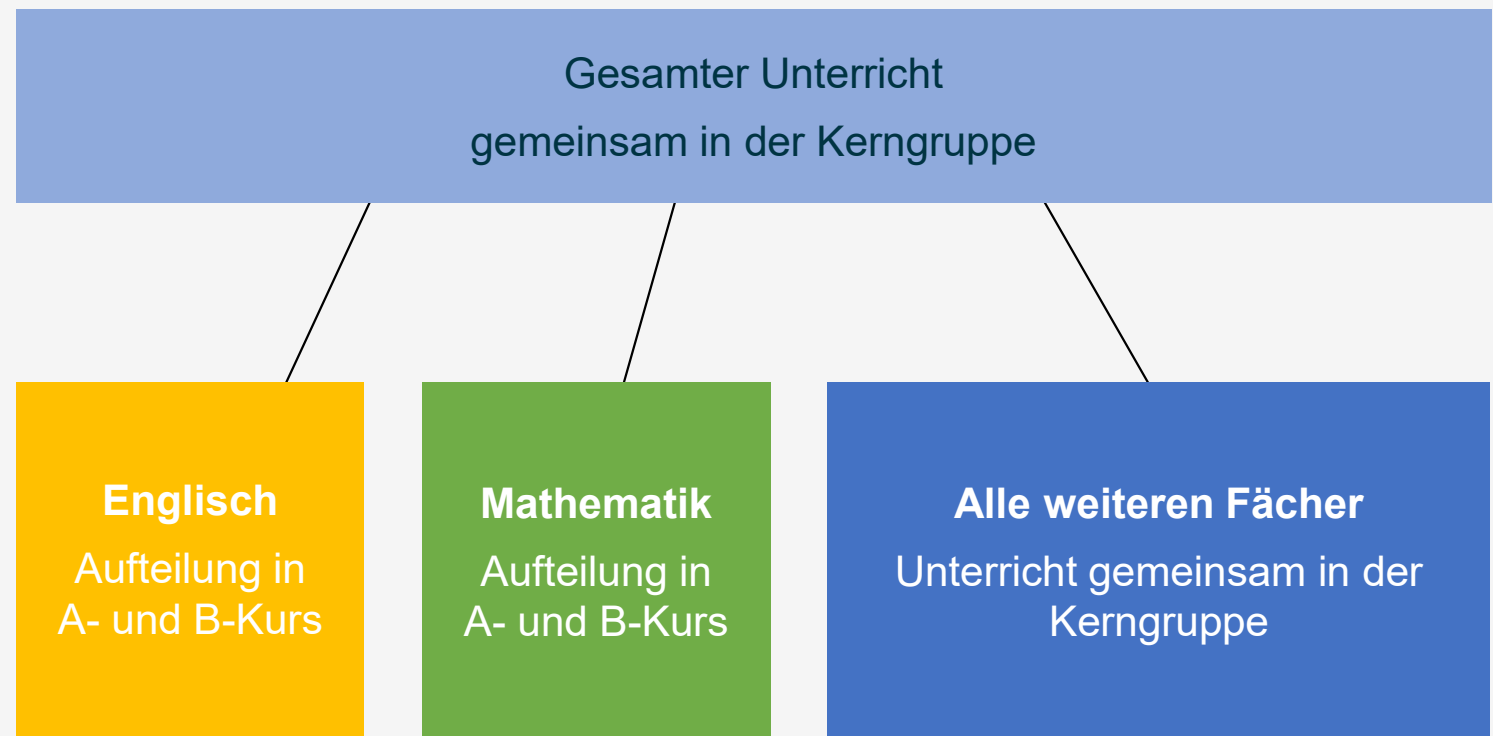 Gesamter Unterricht
gemeinsam in der Kerngruppe
Englisch
Aufteilung in
A- und B-Kurs
Mathematik
Aufteilung in
A- und B-Kurs
Alle weiteren Fächer
Unterricht gemeinsam in der
Kerngruppe